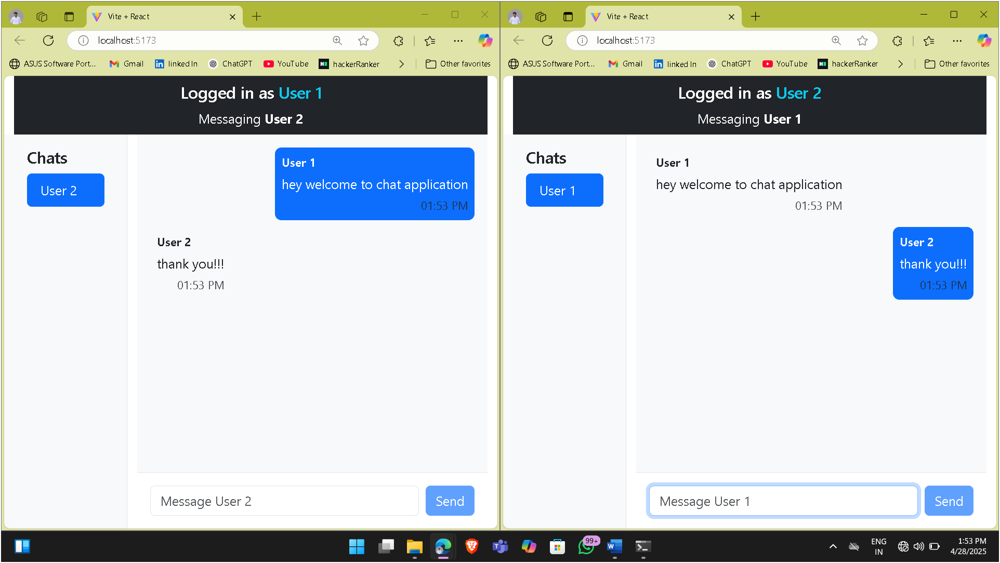 Vite + React
localhost:5173
ASUS Software Port... Gmail linked In ChatGPT YouTube hackerRanker Other favorites
Logged in as User 1
Messaging User 2
Chats
User 2
User 1
hey welcome to chat application
01:53 PM
User 2
thank you!!!
01:53 PM
Message User 2 Send
Vite + React
localhost:5173
ASUS Software Port... Gmail linked In ChatGPT YouTube hackerRanker Other favorites
Logged in as User 2
Messaging User 1
Chats
User 1
User 1
hey welcome to chat application
01:53 PM
User 2
thank you!!!
01:53 PM
Message User 1 Send
99+
ENG
IN
1:53 PM
4/28/2025